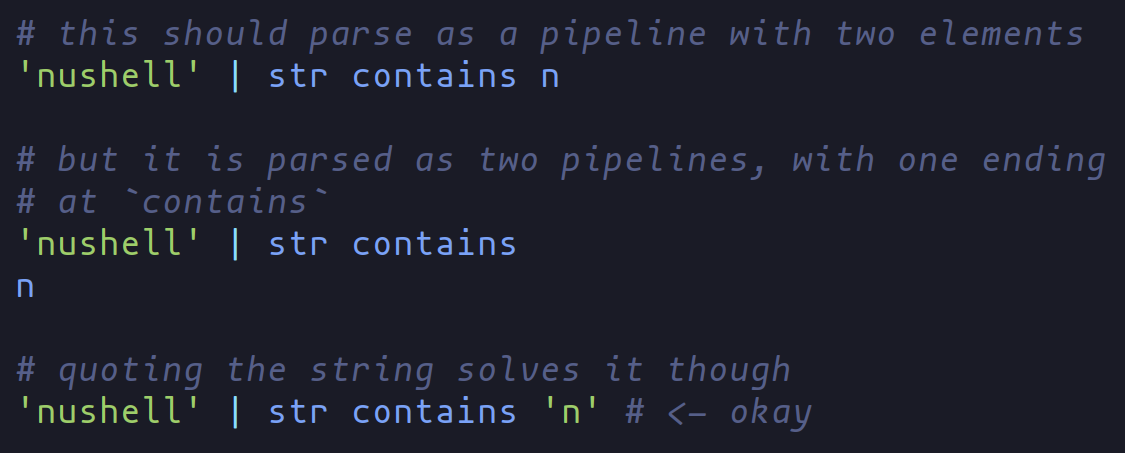 # this should parse as a pipeline with two elements
'nushell' | str contains n
# but it is parsed as two pipelines, with one ending
# at `contains`
'nushell' | str contains
n
# quoting the string solves it though
'nushell' | str contains 'n' # <- okay